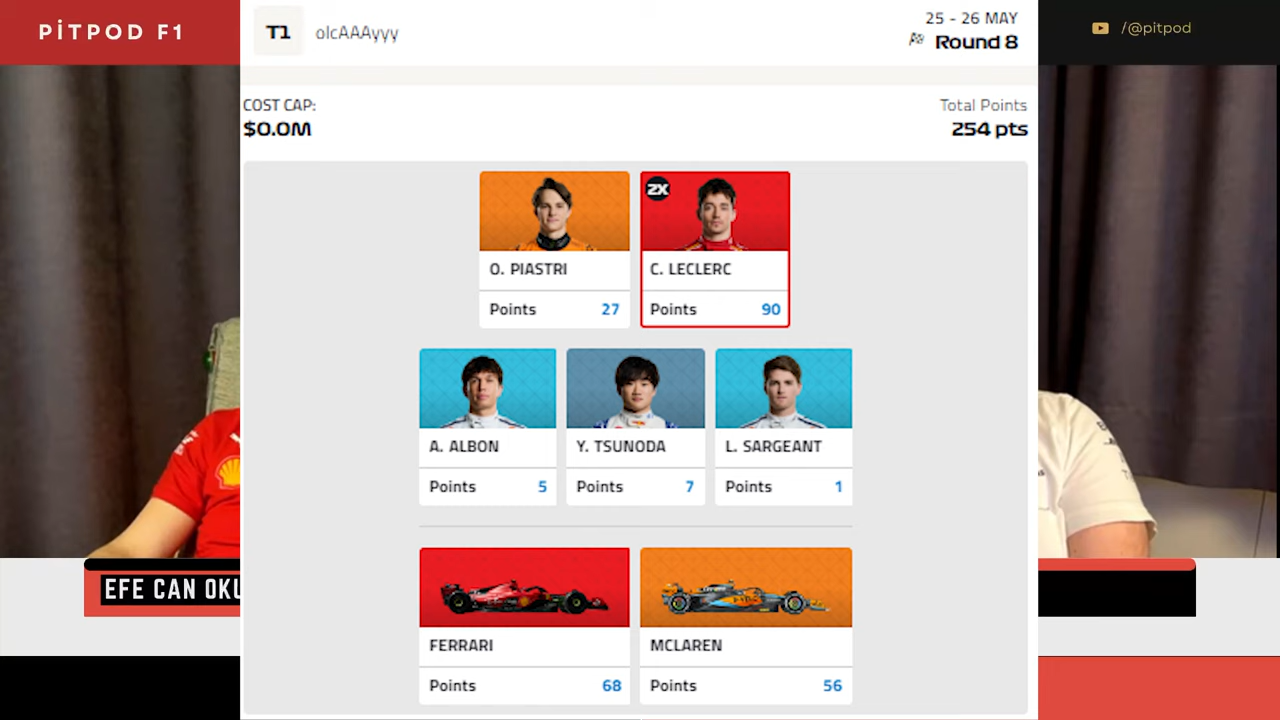 PİTPOD F1
T1
olcAAAyyy
25 - 26 MAY
Round 8
/@pitpod
COST CAP:
$0.0M
Total Points
254 pts
O. PIASTRI
Points 27
2X
C. LECLERC
Points 90
A. ALBON
Points 5
Y. TSUNODA
Points 7
L. SARGEANT
Points 1
FERRARI
Points 68
MCLAREN
Points 56
EFE CAN OKU